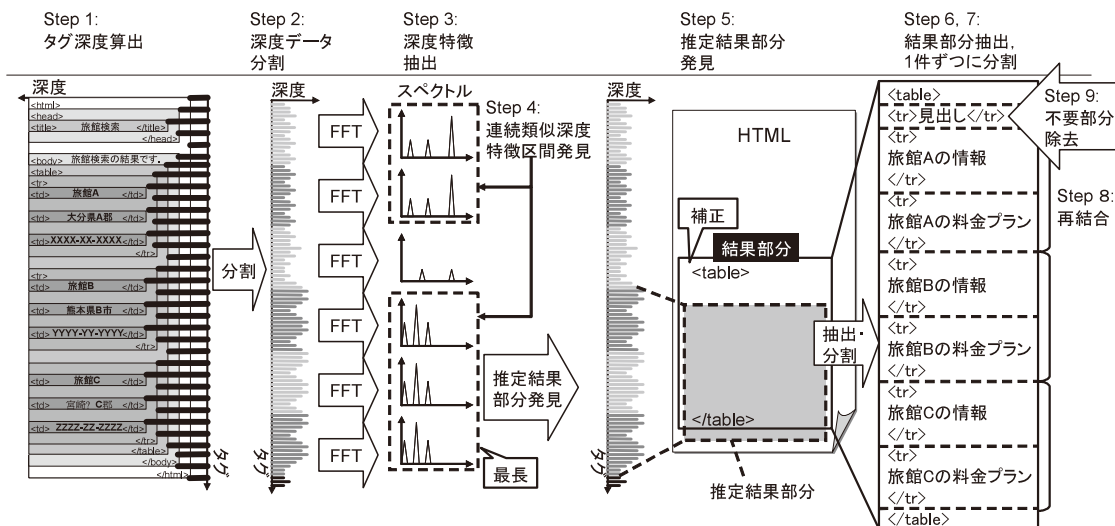 Step 1:
タグ深度算出
Step 2:
深度データ
分割
Step 3:
深度特徴
抽出
Step 5:
推定結果部分
発見
Step 6, 7:
結果部分抽出,
1件ずつに分割
深度
<html>
<head>
<title> 旅館検索 </title>
</head>
<body> 旅館検索の結果です.
<table>
<tr>
<td> 旅館A </td>
<td> 大分県A郡 </td>
<td>XXXX-XX-XXXX</td>
</tr>
<tr>
<td> 旅館B </td>
<td> 熊本県B市 </td>
<td> YYYY-YY-YYYY</td>
</tr>
<td> 旅館C </td>
<td> 宮崎? C郡 </td>
<td> ZZZZ-ZZ-ZZZZ </td>
</tr>
</table>
</body>
</html>
タグ
分割
深度
タグ
FFT
FFT
FFT
FFT
FFT
FFT
スペクトル
Step 4:
連続類似深度
特徴区間発見
最長
推定結果
部分発見
深度
タグ
HTML
補正
結果部分
<table>
</table>
推定結果部分
抽出・
分割
<table>
<tr>見出し</tr>
<tr>
旅館Aの情報
</tr>
<tr>
旅館Aの料金プラン
</tr>
<tr>
旅館Bの情報
</tr>
<tr>
旅館Bの料金プラン
</tr>
<tr>
旅館Cの情報
</tr>
<tr>
旅館Cの料金プラン
</tr>
</table>
Step 9:
不要部分
除去
Step 8:
再結合